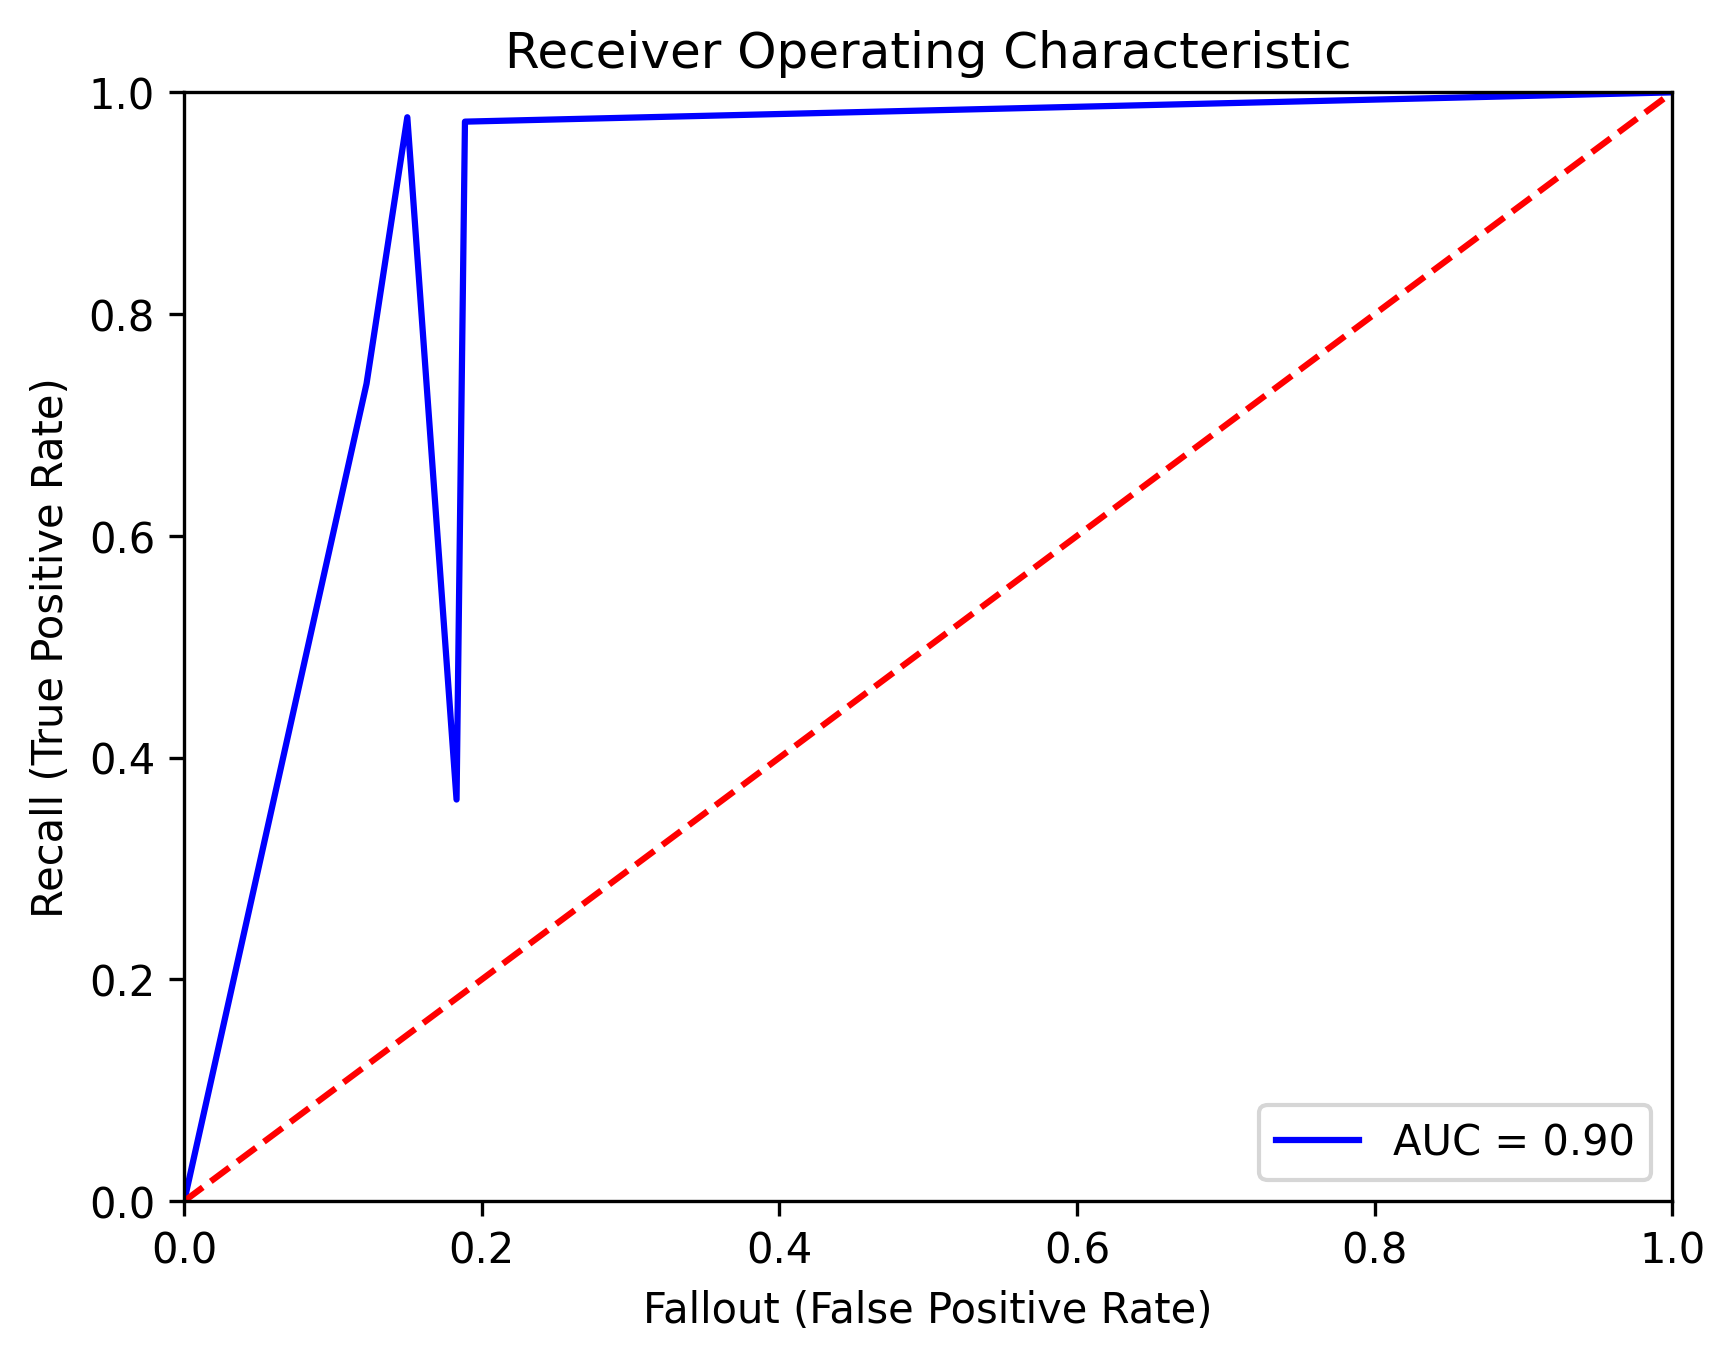 Receiver Operating Characteristic
1.0
0.8
0.6
0.4
0.2
0.0
Recall (True Positive Rate)
0.0 0.2 0.4 0.6 0.8 1.0
Fallout (False Positive Rate)
AUC = 0.90